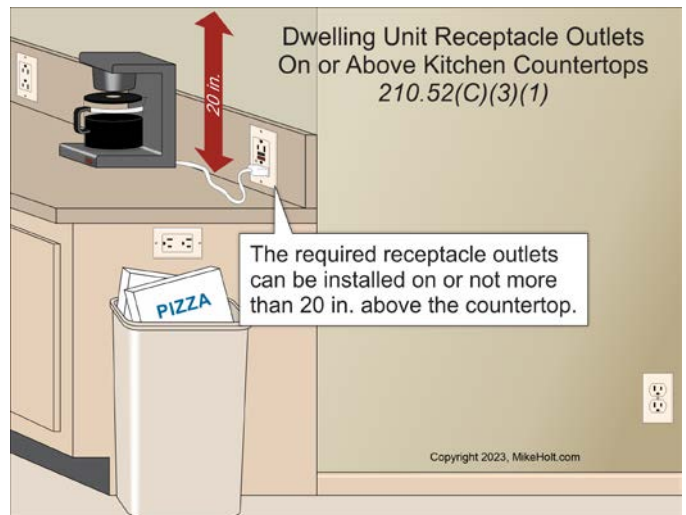 Dwelling Unit Receptacle Outlets
On or Above Kitchen Countertops
210.52(C)(3)(1)
20 in.
The required receptacle outlets
can be installed on or not more
than 20 in. above the countertop.
PIZZA
Copyright 2023, MikeHolt.com